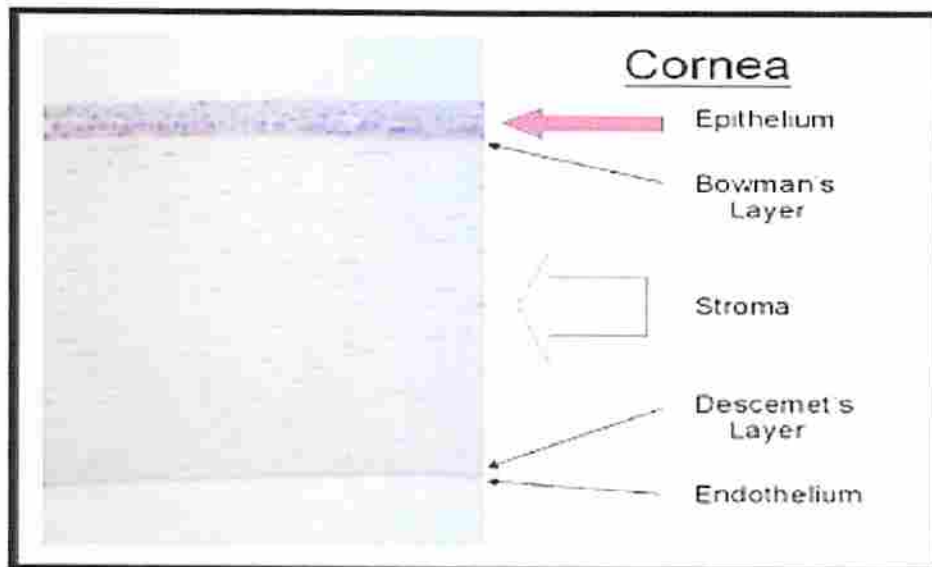 Cornea
Epithelium
Bowman's
Layer
Stroma
Descemet's
Layer
Endothelium